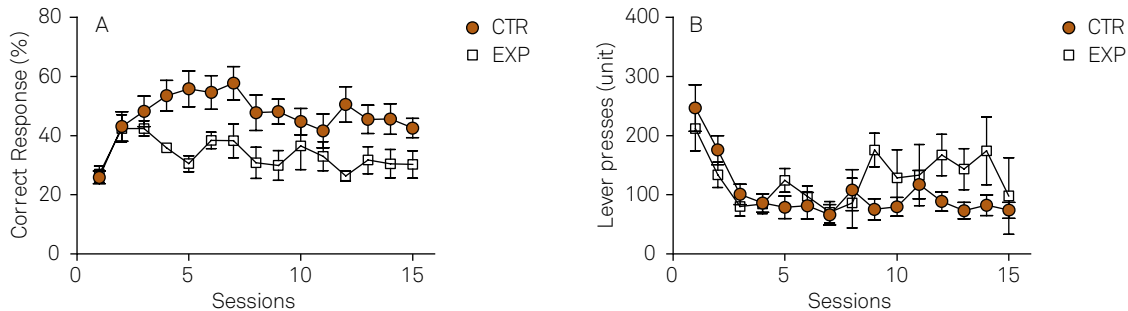 A
CTR
EXP
Correct Response (%)
80
60
40
20
0
0
5
10
15
Sessions
B
CTR
EXP
Lever presses (unit)
400
300
200
100
0
0
5
10
15
Sessions